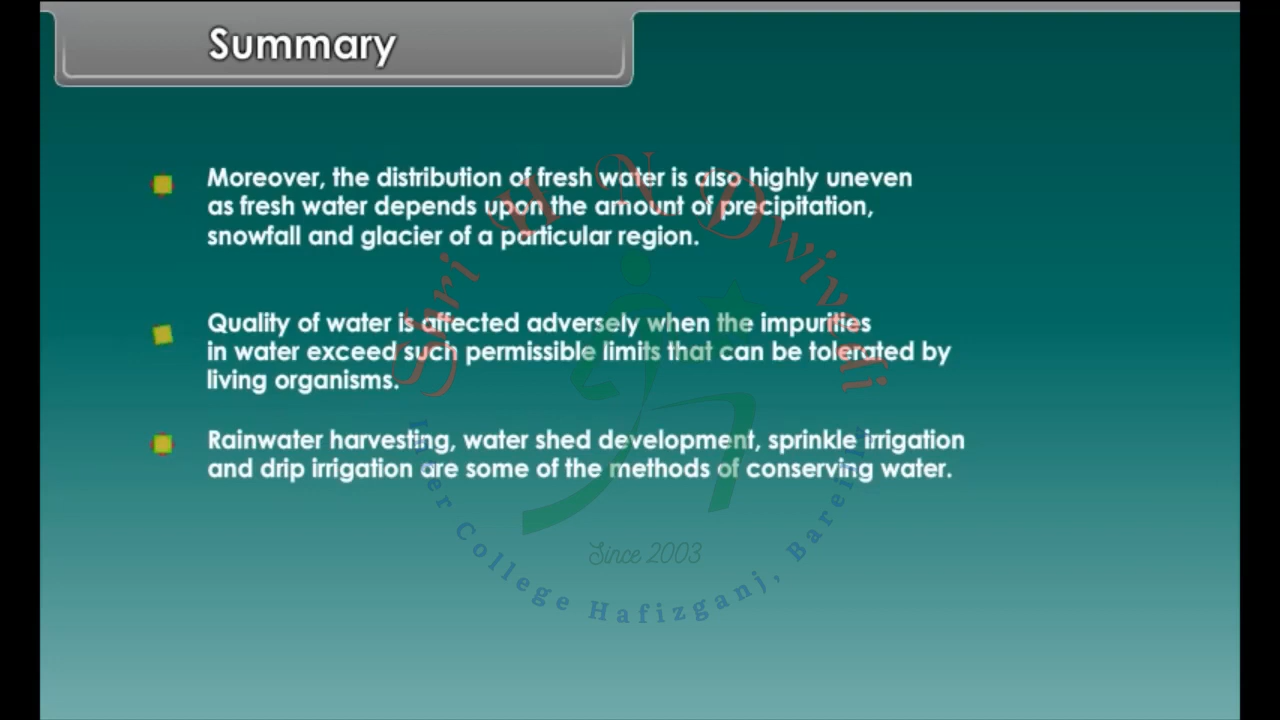 Summary
Moreover, the distribution of fresh water is also highly uneven
as fresh water depends upon the amount of precipitation,
snowfall and glacier of a particular region.
Quality of water is affected adversely when the impurities
in water exceed such permissible limits that can be tolerated by
living organisms.
Rainwater harvesting, water shed development, sprinkle irrigation
and drip irrigation are some of the methods of conserving water.
Shri H N Dwivedi
Since 2003
Inter College Hafizganj, Bareilly